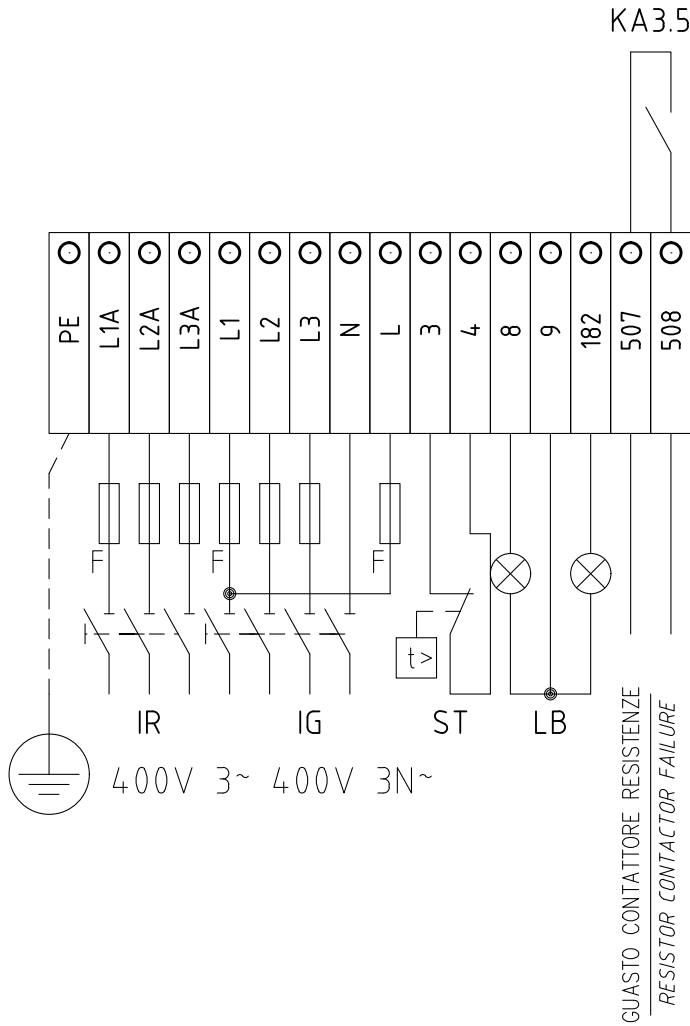 KA3.5
PE
L1A
L2A
L3A
L1
L2
L3
N
L
3
4
8
9
182
507
508
F
F
F
t>
IR
IG
ST
LB
400V 3~
400V 3N~
GUASTO CONTATTORE RESISTENZE
RESISTOR CONTACTOR FAILURE